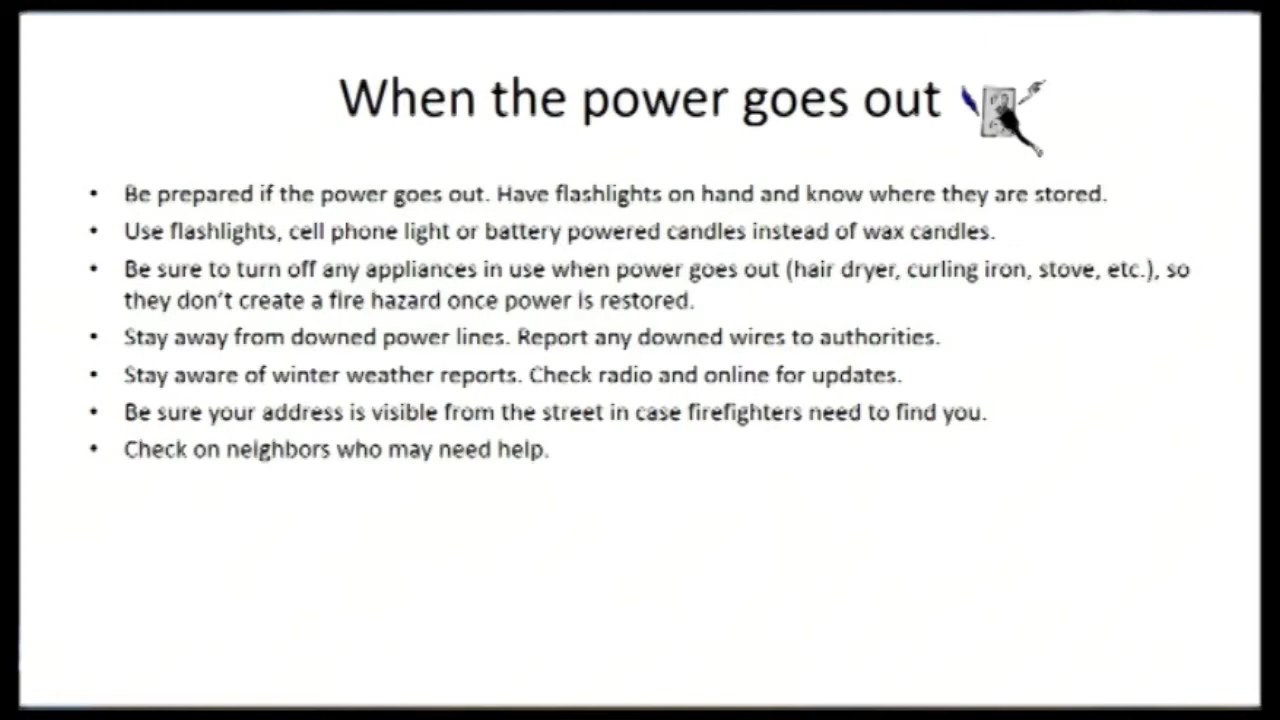 When the power goes out
• Be prepared if the power goes out. Have flashlights on hand and know where they are stored.
• Use flashlights, cell phone light or battery powered candles instead of wax candles.
• Be sure to turn off any appliances in use when power goes out (hair dryer, curling iron, stove, etc.), so
they don't create a fire hazard once power is restored.
• Stay away from downed power lines. Report any downed wires to authorities.
• Stay aware of winter weather reports. Check radio and online for updates.
• Be sure your address is visible from the street in case firefighters need to find you.
• Check on neighbors who may need help.